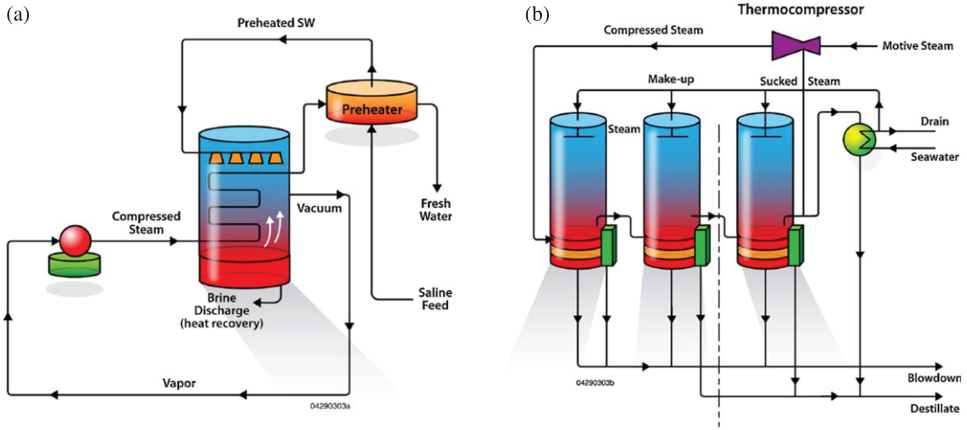 (a)
Preheated SW
Preheater
Fresh
Water
Vacuum
Compressed
Steam
Saline
Feed
Brine
Discharge
(heat recovery)
Vapor
04290303a
(b)
Thermocompressor
Compressed Steam
Motive Steam
Make-up
Sucked Steam
Steam
Drain
Seawater
Blowdown
04290303b
Destillate